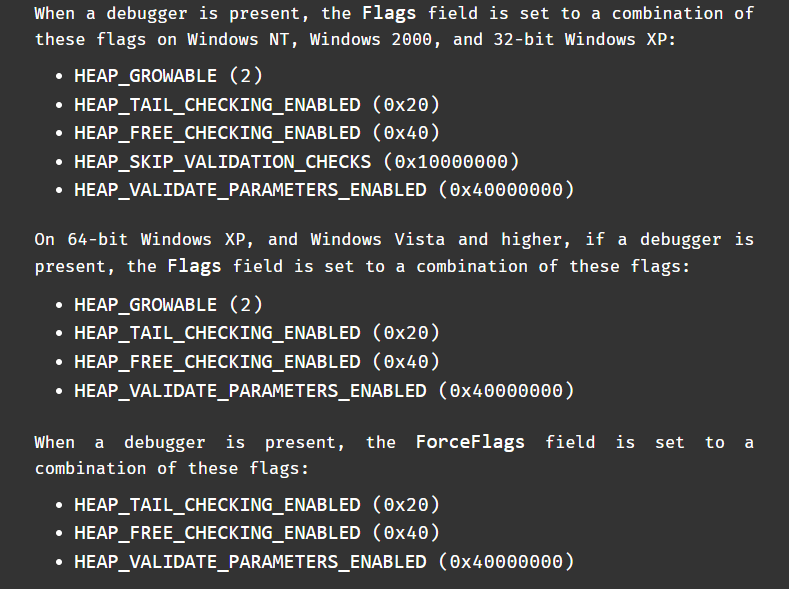 When a debugger is present, the Flags field is set to a combination of
these flags on Windows NT, Windows 2000, and 32-bit Windows XP:
• HEAP_GROWABLE (2)
• HEAP_TAIL_CHECKING_ENABLED (0x20)
• HEAP_FREE_CHECKING_ENABLED (0x40)
• HEAP_SKIP_VALIDATION_CHECKS (0x10000000)
• HEAP_VALIDATE_PARAMETERS_ENABLED (0x40000000)
On 64-bit Windows XP, and Windows Vista and higher, if a debugger is
present, the Flags field is set to a combination of these flags:
• HEAP_GROWABLE (2)
• HEAP_TAIL_CHECKING_ENABLED (0x20)
• HEAP_FREE_CHECKING_ENABLED (0x40)
• HEAP_VALIDATE_PARAMETERS_ENABLED (0x40000000)
When a debugger is present, the ForceFlags field is set to a
combination of these flags:
• HEAP_TAIL_CHECKING_ENABLED (0x20)
• HEAP_FREE_CHECKING_ENABLED (0x40)
• HEAP_VALIDATE_PARAMETERS_ENABLED (0x40000000)